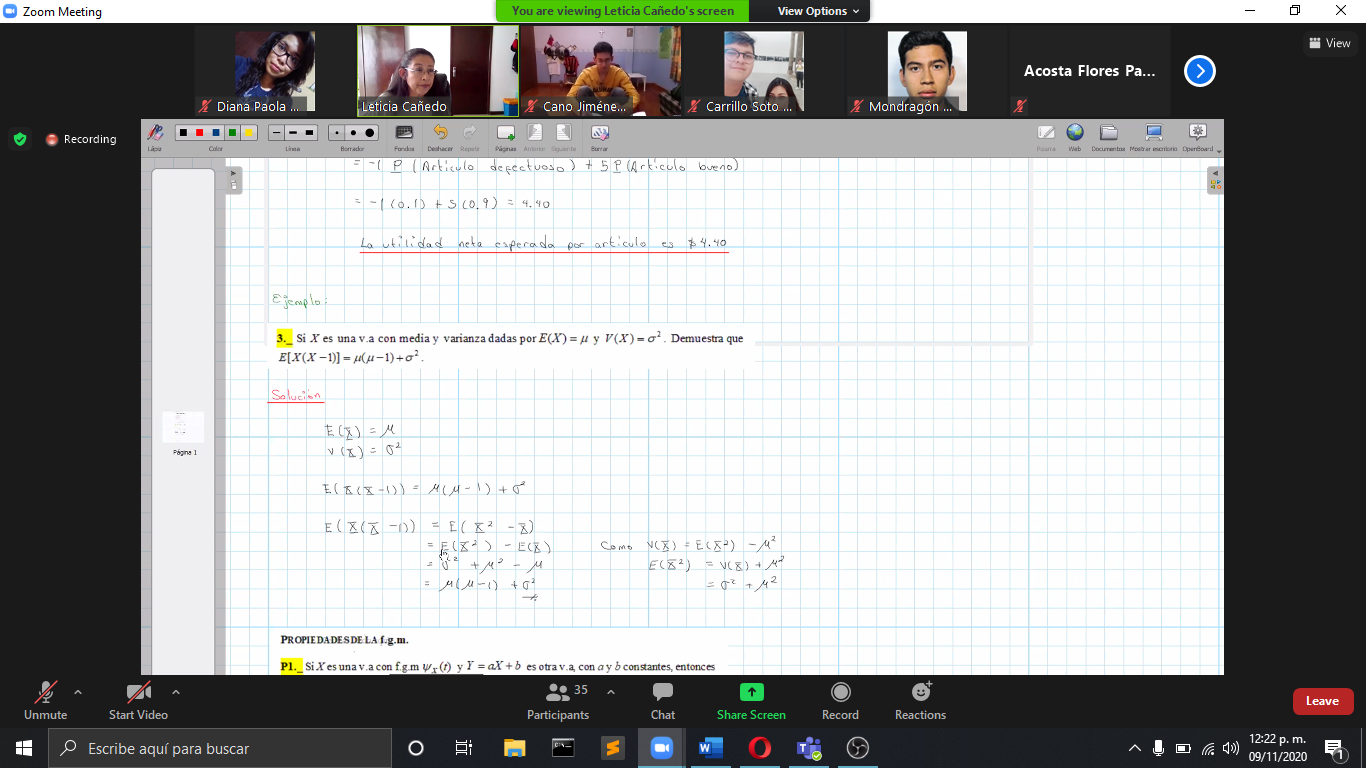 Zoom Meeting
You are viewing Leticia Cañedo's screen
View Options
View
Diana Paola ...
Leticia Cañedo
Cano Jiméne...
Carrillo Soto ...
Mondragón ...
Acosta Flores Pa...
Recording
Lápiz
Color
Línea
Borrador
Fondos
Deshacer
Repetir
Páginas
Anterior
Siguiente
Borrar
Pizarra
Web
Documentos
Mostrar escritorio
OpenBoard
= -1 P (Artículo defectuoso) + 5 P (Artículo bueno)
= -1 (0.1) + 5 (0.9) = 4.40
La utilidad neta esperada por artículo es $4.40
Ejemplo:
3._ Si X es una v.a con media y varianza dadas por E(X) = μ y V(X) = σ². Demuestra que
E[X(X−1)] = μ(μ−1)+σ².
Solución
E(X) = μ
V(X) = σ²
E(X(X-1)) = μ(μ-1) + σ²
E(X(X-1)) = E(X² - X)
= E(X²) - E(X) Como V(X) = E(X²) - μ²
= σ² + μ² - μ E(X²) = V(X) + μ²
= μ(μ-1) + σ² = σ² + μ²
Página 1
PROPIEDADES DE LA f.g.m.
P1._ Si X es una v.a con f.g.m ψX(t) y Y = aX + b es otra v.a, con a y b constantes, entonces
Unmute
Start Video
Participants
35
Chat
Share Screen
Record
Reactions
Leave
Escribe aquí para buscar
12:22 p. m.
09/11/2020
1